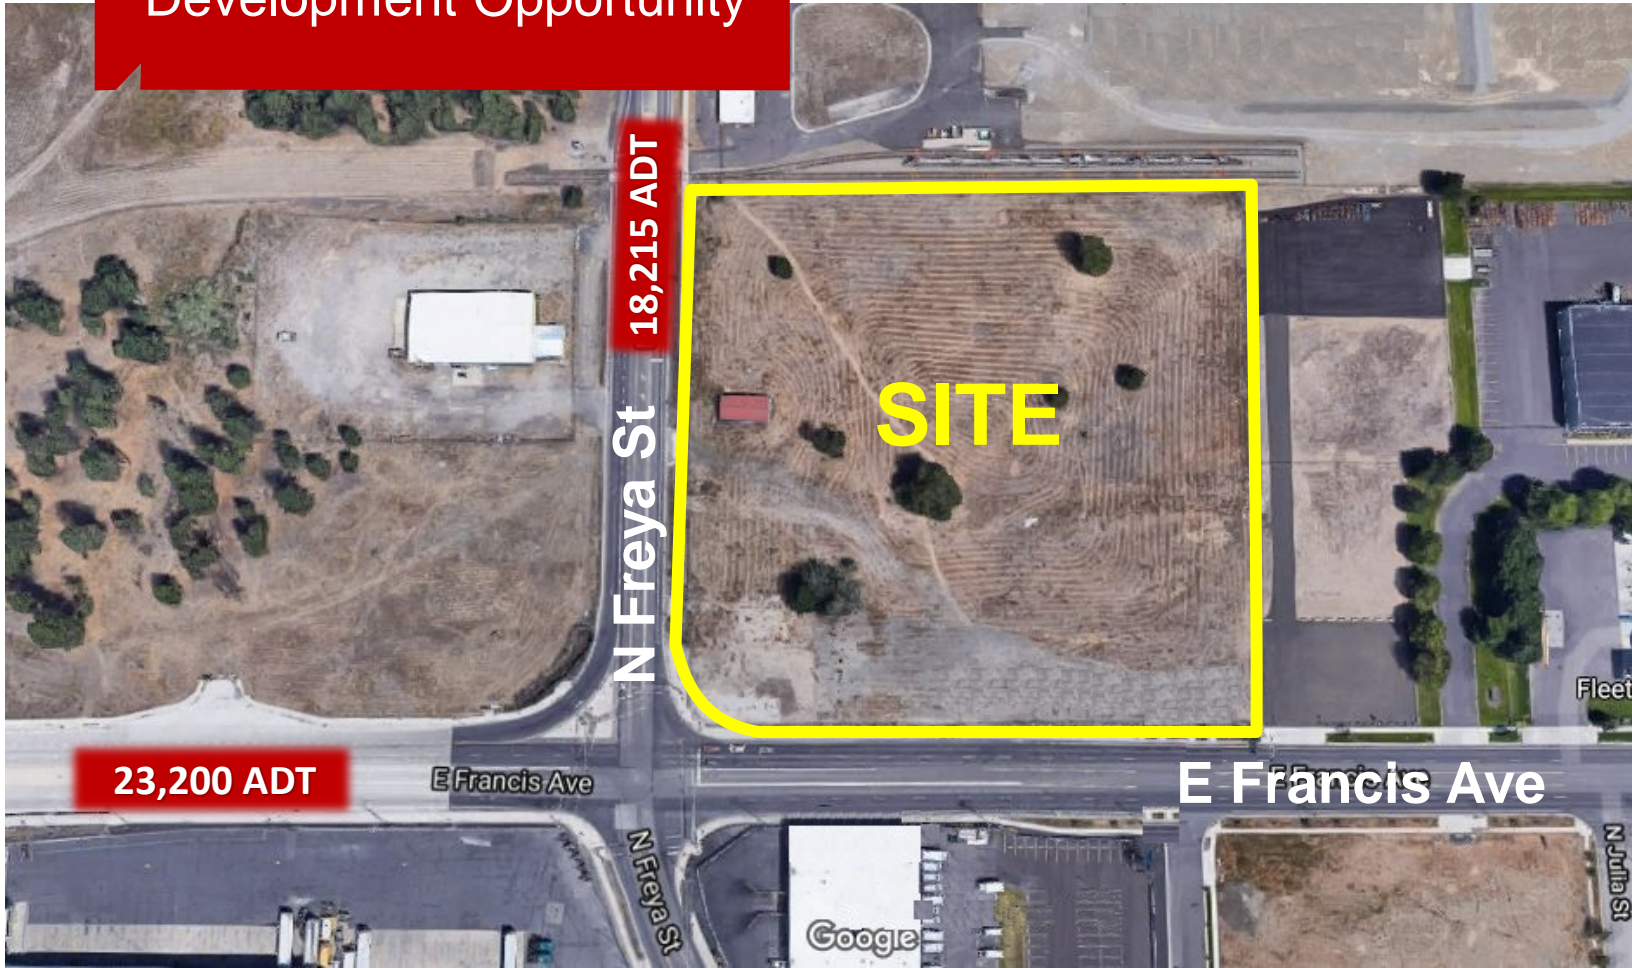 Development Opportunity
18,215 ADT
SITE
N Freya St
Fleet
23,200 ADT
E Francis Ave
E Francis Ave
N Freya St
N Julia St
Google